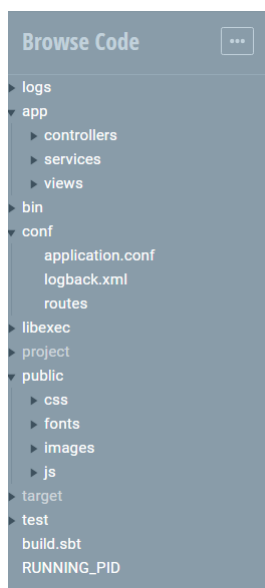 Browse Code
logs
app
controllers
services
views
bin
conf
application.conf
logback.xml
routes
libexec
project
public
css
fonts
images
js
target
test
build.sbt
RUNNING_PID